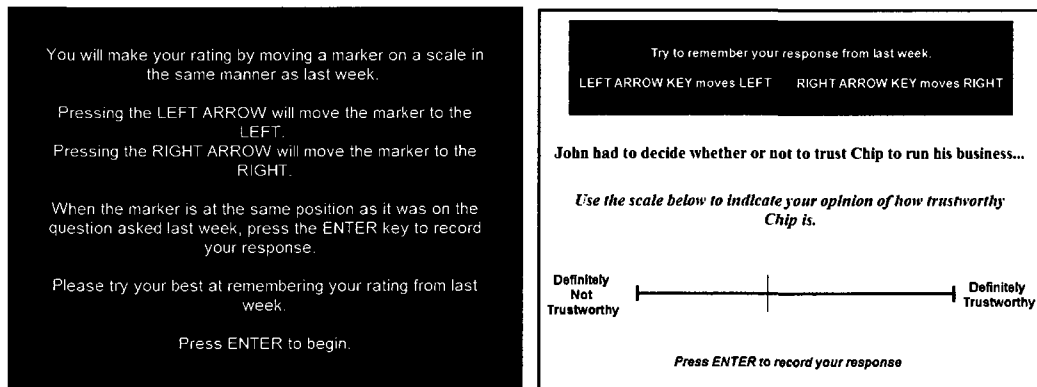 You will make your rating by moving a marker on a scale in
the same manner as last week.
Pressing the LEFT ARROW will move the marker to the
LEFT.
Pressing the RIGHT ARROW will move the marker to the
RIGHT.
When the marker is at the same position as it was on the
question asked last week, press the ENTER key to record
your response.
Please try your best at remembering your rating from last
week.
Press ENTER to begin.
Try to remember your response from last week.
LEFT ARROW KEY moves LEFT RIGHT ARROW KEY moves RIGHT
John had to decide whether or not to trust Chip to run his business...
Use the scale below to indicate your opinion of how trustworthy
Chip is.
Definitely
Not
Trustworthy
Definitely
Trustworthy
Press ENTER to record your response